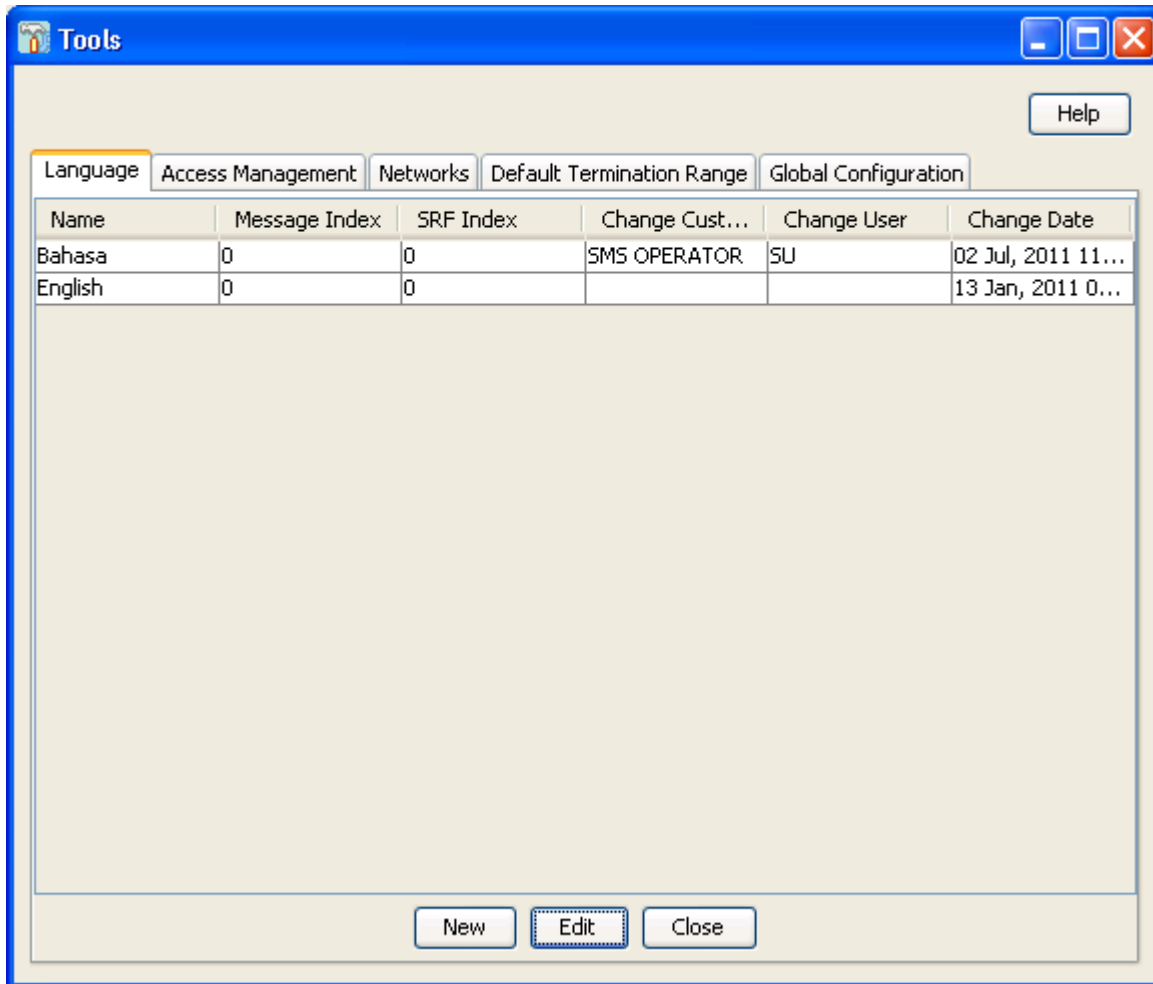 Tools
Help
Language Access Management Networks Default Termination Range Global Configuration
Name Message Index SRF Index Change Cust... Change User Change Date
Bahasa 0 0 SMS OPERATOR SU 02 Jul, 2011 11...
English 0 0 13 Jan, 2011 0...
New Edit Close